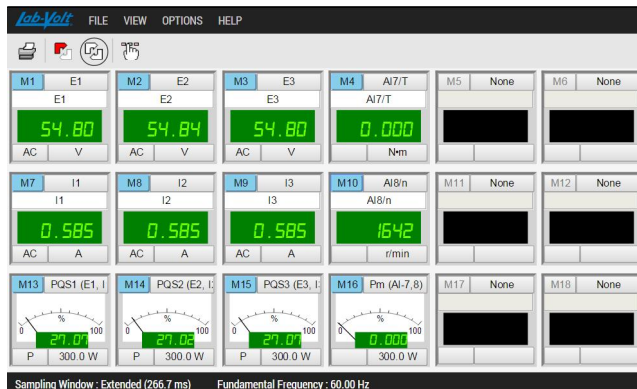 Lab-Volt FILE VIEW OPTIONS HELP
M1 E1 M2 E2 M3 E3 M4 AI7/T M5 None M6 None
E1 E2 E3 AI7/T
54.80 54.84 54.80 0.000
AC V AC V AC V N•m
M7 I1 M8 I2 M9 I3 M10 AI8/n M11 None M12 None
I1 I2 I3 AI8/n
0.585 0.585 0.585 1642
AC A AC A AC A r/min
M13 PQS1 (E1, I M14 PQS2 (E2, I: M15 PQS3 (E3, I: M16 Pm (AI-7,8) M17 None M18 None
% % % %
0 100 0 100 0 100 0 100
27.07 27.02 27.01 0.000
P 300.0 W P 300.0 W P 300.0 W 300.0 W
Sampling Window : Extended (266.7 ms) Fundamental Frequency : 60.00 Hz